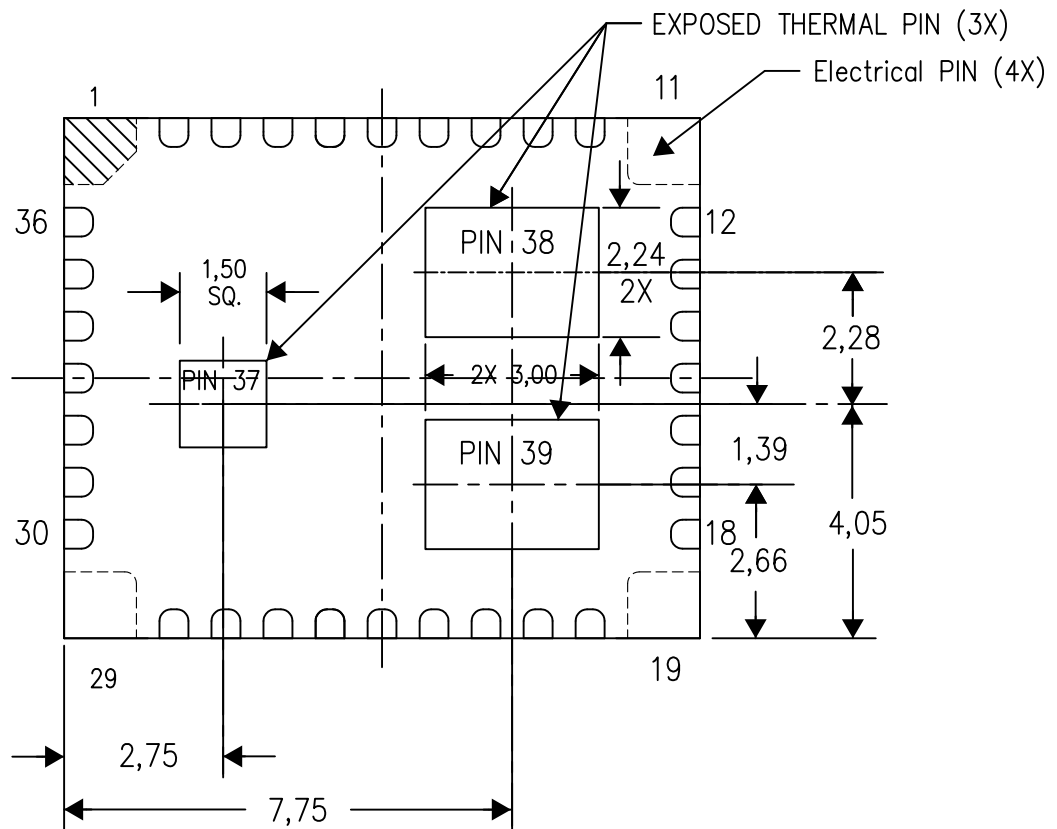 EXPOSED THERMAL PIN (3X)
Electrical PIN (4X)
1
11
36
12
PIN 38
2,24
2X
1,50
SQ.
2,28
PIN 37
2X 3,00
1,39
PIN 39
4,05
30
18
2,66
29
19
2,75
7,75